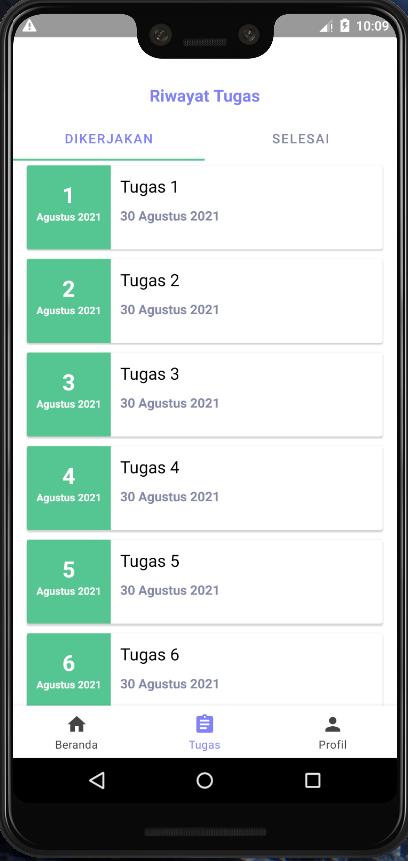 10:09
Riwayat Tugas
DIKERJAKAN
SELESAI
1
Agustus 2021
Tugas 1
30 Agustus 2021
2
Agustus 2021
Tugas 2
30 Agustus 2021
3
Agustus 2021
Tugas 3
30 Agustus 2021
4
Agustus 2021
Tugas 4
30 Agustus 2021
5
Agustus 2021
Tugas 5
30 Agustus 2021
6
Agustus 2021
Tugas 6
30 Agustus 2021
Beranda
Tugas
Profil